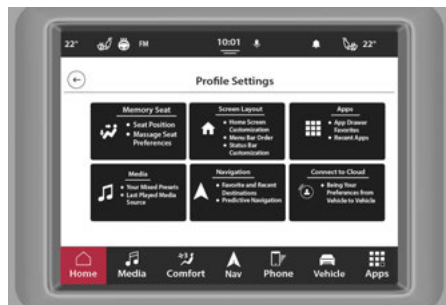 22° FM 10:01 22°
Profile Settings
Memory Seat
• Seat Position
• Massage Seat
Preferences
Screen Layout
• Home Screen
Customization
• Menu Bar Order
• Status Bar
Customization
Apps
• App Drawer
Favorites
• Recent Apps
Media
• Your Mixed Presets
• Last Played Media
Source
Navigation
• Favorite and Recent
Destinations
• Predictive Navigation
Connect to Cloud
• Being Your
Preferences from
Vehicle to Vehicle
Home Media Comfort Nav Phone Vehicle Apps